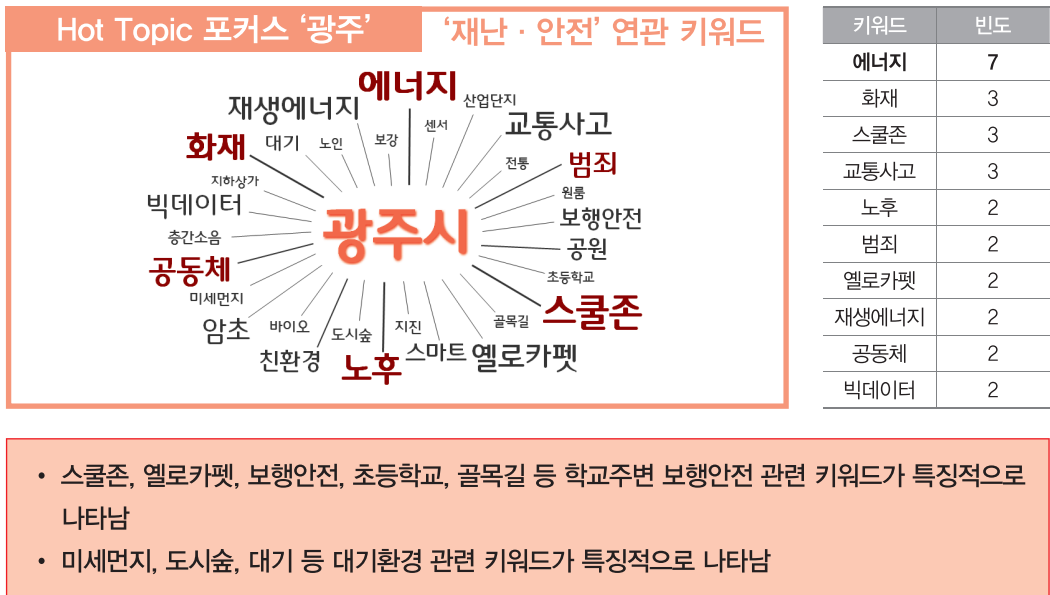 Hot Topic 포커스 ‘광주’
‘재난 · 안전’ 연관 키워드
에너지
재생에너지
산업단지
교통사고
화재
대기
노인
보강
센서
전통
범죄
지하상가
원룸
빅데이터
보행안전
광주시
층간소음
공원
공동체
초등학교
미세먼지
스쿨존
암초
바이오
도시숲
지진
골목길
친환경
노후
스마트
옐로카펫
키워드 빈도
에너지 7
화재 3
스쿨존 3
교통사고 3
노후 2
범죄 2
옐로카펫 2
재생에너지 2
공동체 2
빅데이터 2
• 스쿨존, 옐로카펫, 보행안전, 초등학교, 골목길 등 학교주변 보행안전 관련 키워드가 특징적으로
나타남
• 미세먼지, 도시숲, 대기 등 대기환경 관련 키워드가 특징적으로 나타남